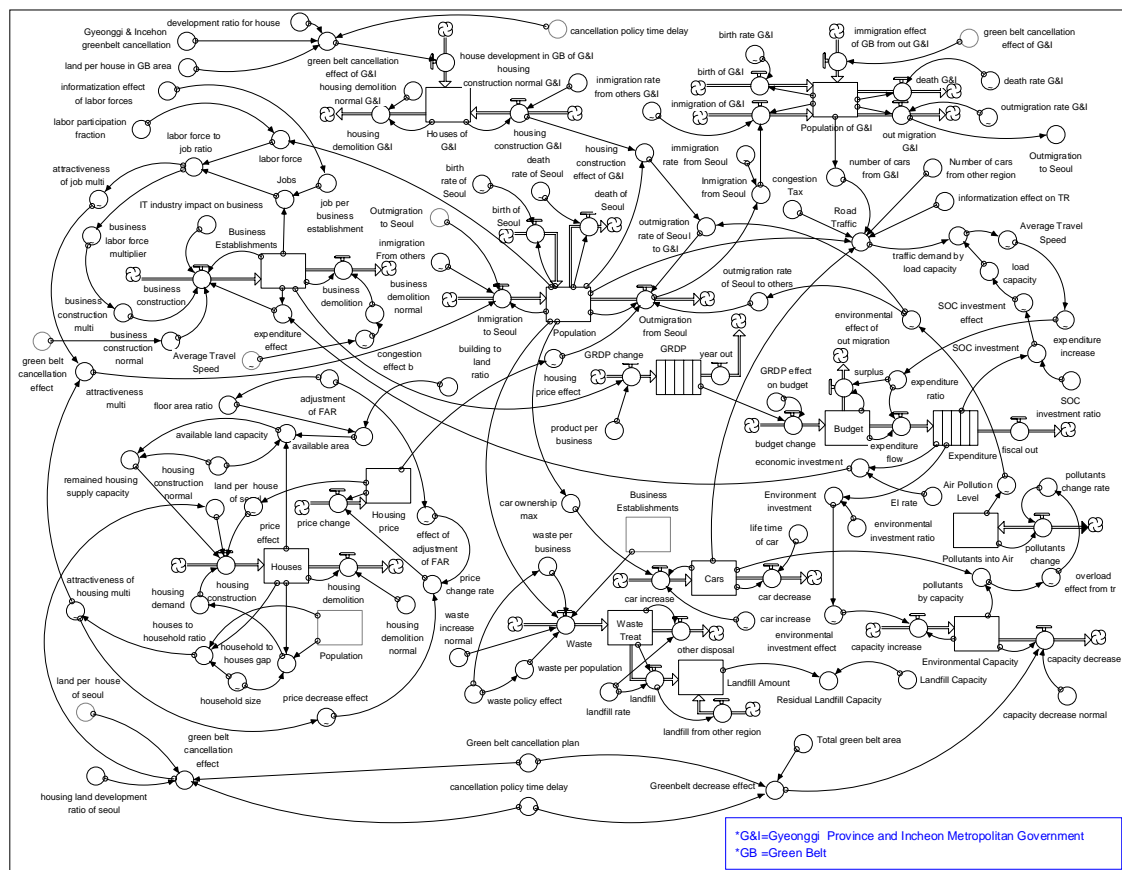 development ratio for house
Gyeonggi & Incehon
greenbelt cancellation
land per house in GB area
cancellation policy time delay
house development in GB of G&I
green belt cancellation
effect of G&I
housing
construction normal G&I
housing demolition
normal G&I
informatization effect
of labor forces
labor participation
fraction
housing
demolition G&I
Houses
of G&I
housing
construction G&I
inmigration rate
from others G&I
birth rate G&I
immigration effect
of GB from out G&I
green belt cancellation
effect of G&I
birth of G&I
death G&I
death rate G&I
inmigration of G&I
Population of G&I
out migration
G&I
outmigration rate G&I
Outmigration
to Seoul
labor force to
job ratio
labor force
attractiveness
of job multi
Jobs
job per
business
establishment
IT industry impact on business
business
labor force
multiplier
Business
Establishments
business
construction
business demolition
business
construction multi
business
construction normal
expenditure
effect
business
demolition
normal
green belt
cancellation
effect
Average Travel
Speed
congestion
effect b
attractiveness
multi
birth
rate of Seoul
death
rate of Seoul
birth of
Seoul
death of
Seoul
housing
construction
effect of G&I
immigration
rate from Seoul
Inmigration
from Seoul
Outmigration
to Seoul
inmigration
From others
Inmigration
to Seoul
Population
Outmigration
from Seoul
outmigration
rate of Seoul
to G&I
outmigration rate
of Seoul to others
building to
land ratio
housing
price effect
congestion
Tax
number of cars
from G&I
Number of cars
from other region
informatization effect on TR
Road
Traffic
Average Travel
Speed
traffic demand by
load capacity
load
capacity
SOC investment
effect
environmental
effect of
out migration
SOC investment
expenditure
increase
SOC
investment ratio
GRDP change
GRDP
year out
product per
business
GRDP effect
on budget
surplus
expenditure
ratio
budget change
Budget
expenditure
flow
Expenditure
fiscal out
economic investment
EI rate
Environment
investment
environmental
investment ratio
Air Pollution
Level
pollutants
change rate
Pollutants into Air
pollutants
change
overload
effect from tr
pollutants
by capacity
floor area ratio
adjustment
of FAR
available land capacity
available area
remained housing
supply capacity
housing
construction
normal
land per house
of seoul
price
effect
price change
Housing
price
effect of
adjustment
of FAR
price
change rate
housing
construction
Houses
housing
demolition
housing
demolition
normal
attractiveness of
housing multi
housing
demand
houses to
household ratio
household to
houses gap
Population
household size
price decrease effect
land per house of
seoul
green belt
cancellation
effect
housing land development
ratio of seoul
car ownership
max
Business
Establishments
waste per
business
life time
of car
Cars
car increase
car decrease
car increase
normal
waste
increase
normal
Waste
Waste
Treat
other disposal
waste per population
waste policy effect
landfill rate
landfill
Landfill Amount
landfill from other region
Residual Landfill Capacity
Landfill Capacity
environmental
investment effect
capacity increase
Environmental Capacity
capacity decrease
capacity decrease normal
Green belt cancellation plan
Total green belt area
cancellation policy time delay
Greenbelt decrease effect
*G&I=Gyeonggi Province and Incheon Metropolitan Government
*GB =Green Belt